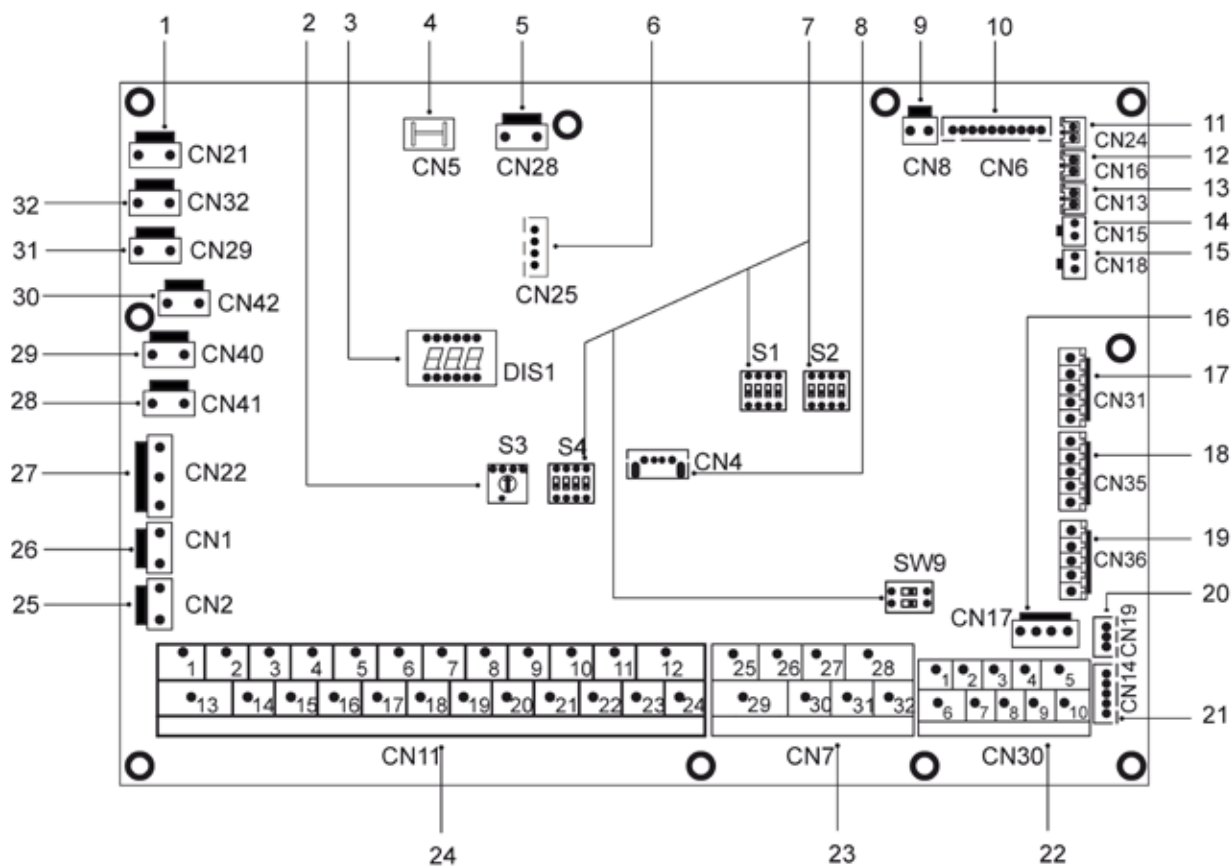 1 2 3 4 5 6 7 8 9 10
CN21 CN5 CN28 CN8 CN6 CN24 11
CN16 12
32 CN32 CN13 13
31 CN29 CN15 14
CN25 CN18 15
30 CN42
16
29 CN40 DIS1 S1 S2
28 CN41 CN31 17
S3 S4 CN4
27 CN22 CN35 18
26 CN1 CN36 19
SW9
25 CN2 CN17 CN19 20
1 2 3 4 5 6 7 8 9 10 11 12 25 26 27 28 1 2 3 4 5
13 14 15 16 17 18 19 20 21 22 23 24 29 30 31 32 6 7 8 9 10 CN14 21
CN11 CN7 CN30
24 23 22